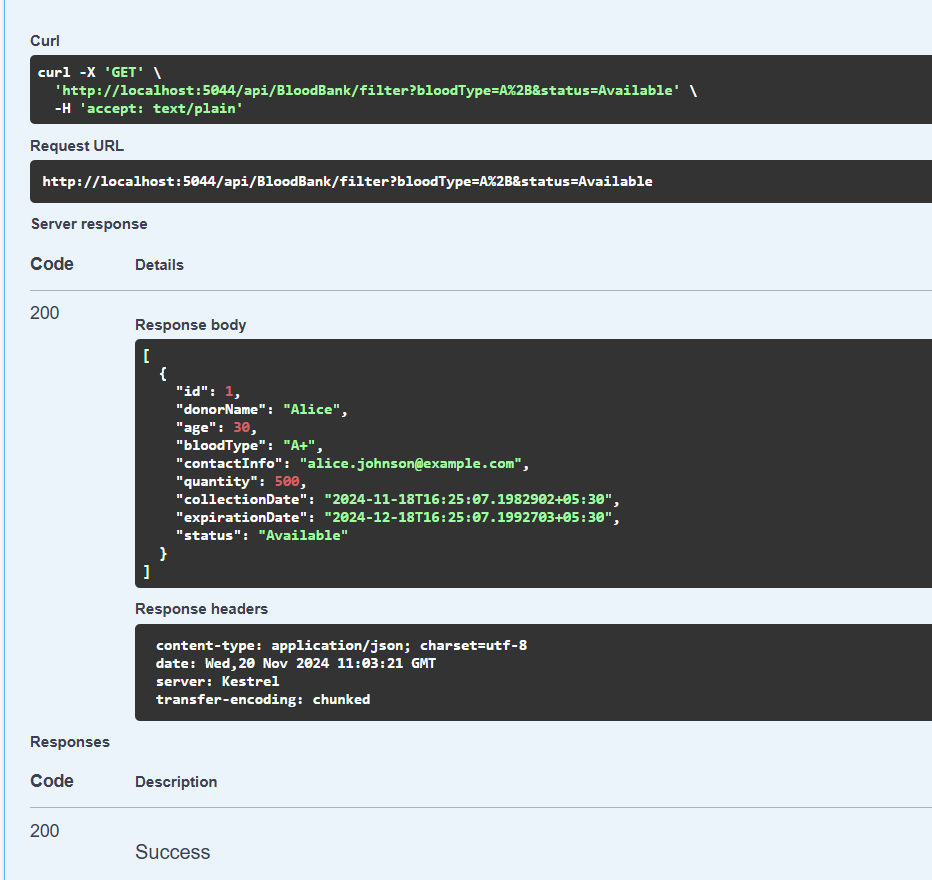 Curl
curl -X 'GET' \
'http://localhost:5044/api/BloodBank/filter?bloodType=A%2B&status=Available' \
-H 'accept: text/plain'
Request URL
http://localhost:5044/api/BloodBank/filter?bloodType=A%2B&status=Available
Server response
Code Details
200
Response body
[
{
"id": 1,
"donorName": "Alice",
"age": 30,
"bloodType": "A+",
"contactInfo": "alice.johnson@example.com",
"quantity": 500,
"collectionDate": "2024-11-18T16:25:07.1982902+05:30",
"expirationDate": "2024-12-18T16:25:07.1992703+05:30",
"status": "Available"
}
]
Response headers
content-type: application/json; charset=utf-8
date: Wed,20 Nov 2024 11:03:21 GMT
server: Kestrel
transfer-encoding: chunked
Responses
Code Description
200
Success